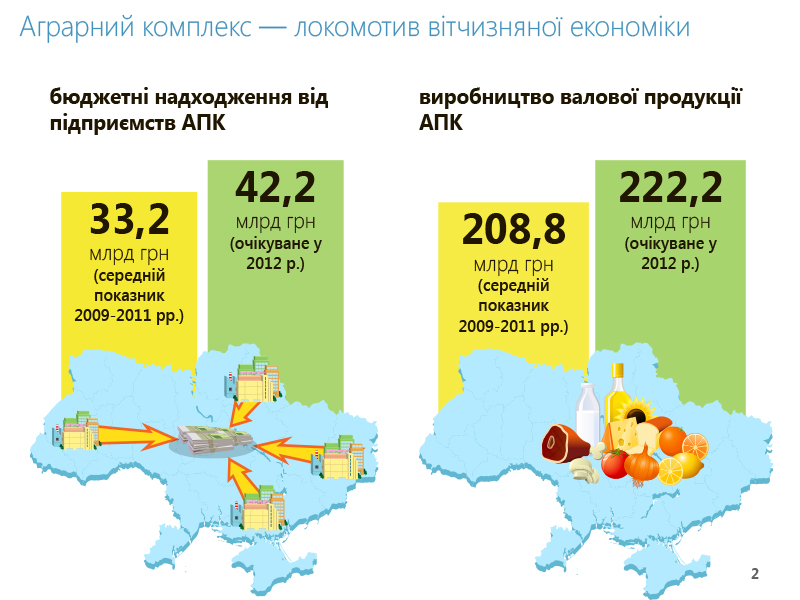 Аграрний комплекс — локомотив вітчизняної економіки
бюджетні надходження від
підприємств АПК
33,2
млрд грн
(середній
показник
2009-2011 рр.)
42,2
млрд грн
(очікуване у
2012 р.)
виробництво валової продукції
АПК
208,8
млрд грн
(середній
показник
2009-2011 рр.)
222,2
млрд грн
(очікуване у
2012 р.)
2